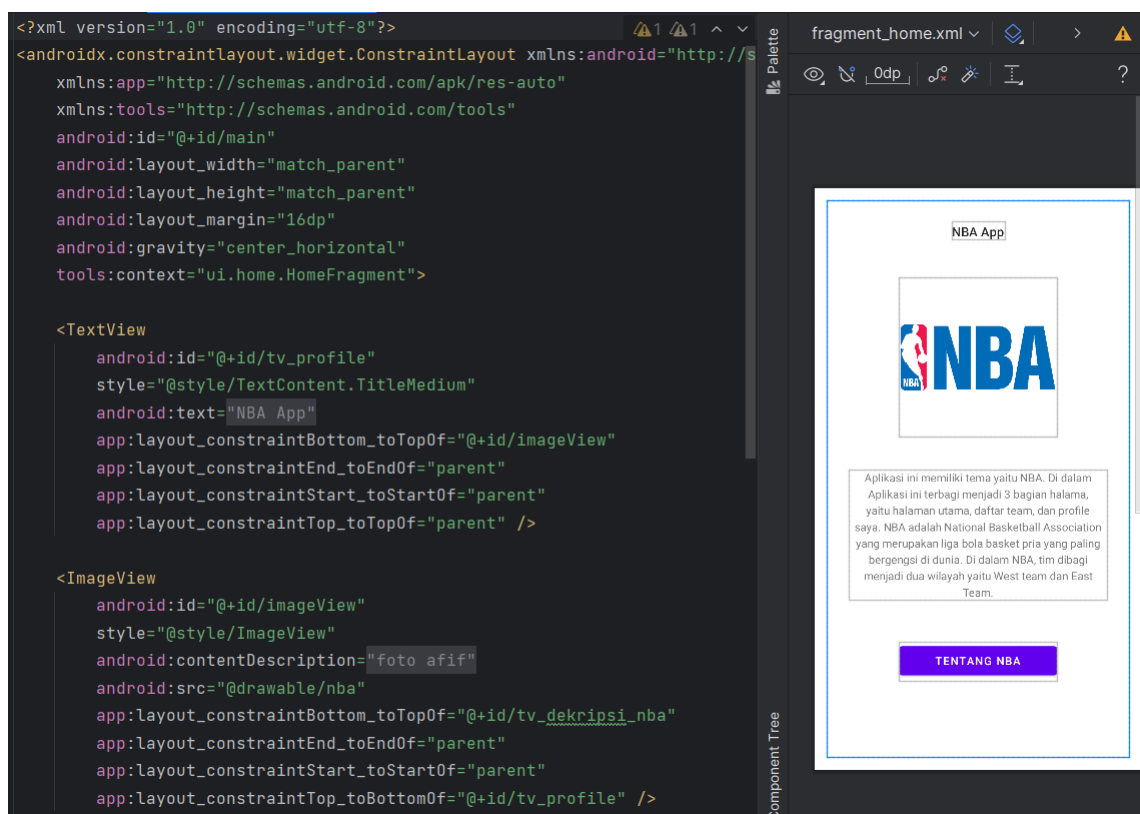 <?xml version="1.0" encoding="utf-8"?>
1 1
<androidx.constraintlayout.widget.ConstraintLayout xmlns:android="http://s
xmlns:app="http://schemas.android.com/apk/res-auto"
xmlns:tools="http://schemas.android.com/tools"
android:id="@+id/main"
android:layout_width="match_parent"
android:layout_height="match_parent"
android:layout_margin="16dp"
android:gravity="center_horizontal"
tools:context="ui.home.HomeFragment">
<TextView
android:id="@+id/tv_profile"
style="@style/TextContent.TitleMedium"
android:text="NBA App"
app:layout_constraintBottom_toTopOf="@+id/imageView"
app:layout_constraintEnd_toEndOf="parent"
app:layout_constraintStart_toStartOf="parent"
app:layout_constraintTop_toTopOf="parent" />
<ImageView
android:id="@+id/imageView"
style="@style/ImageView"
android:contentDescription="foto afif"
android:src="@drawable/nba"
app:layout_constraintBottom_toTopOf="@+id/tv_dekripsi_nba"
app:layout_constraintEnd_toEndOf="parent"
app:layout_constraintStart_toStartOf="parent"
app:layout_constraintTop_toBottomOf="@+id/tv_profile" />
Palette
Component Tree
fragment_home.xml
0dp
?
NBA App
NBA
NBA
Aplikasi ini memiliki tema yaitu NBA. Di dalam
Aplikasi ini terbagi menjadi 3 bagian halama,
yaitu halaman utama, daftar team, dan profile
saya. NBA adalah National Basketball Association
yang merupakan liga bola basket pria yang paling
bergengsi di dunia. Di dalam NBA, tim dibagi
menjadi dua wilayah yaitu West team dan East
Team.
TENTANG NBA